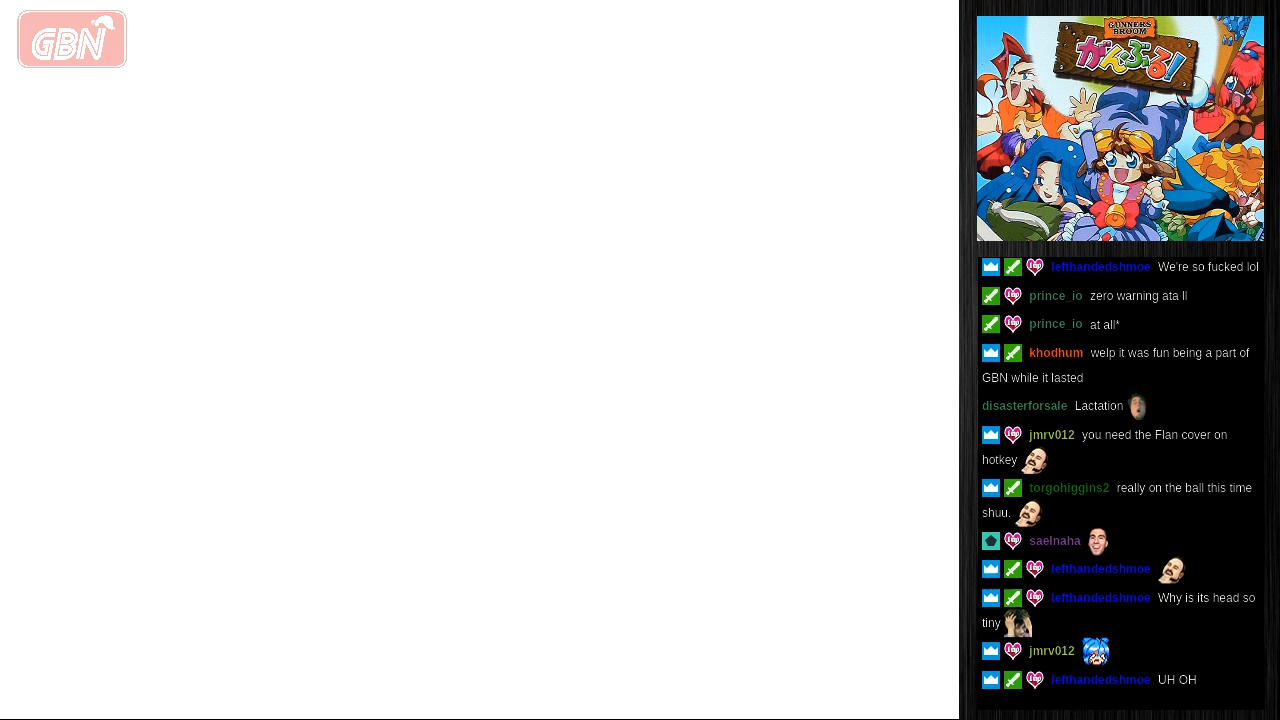 GBN
GUNNERS
BROOM
がんぶる!
lefthandedshmoe We're so fucked lol
prince_io zero warning ata ll
prince_io at all*
khodhum welp it was fun being a part of
GBN while it lasted
disasterforsale Lactation
jmrv012 you need the Flan cover on
hotkey
torgohiggins2 really on the ball this time
shuu.
saelnaha
lefthandedshmoe
lefthandedshmoe Why is its head so
tiny
jmrv012
lefthandedshmoe UH OH